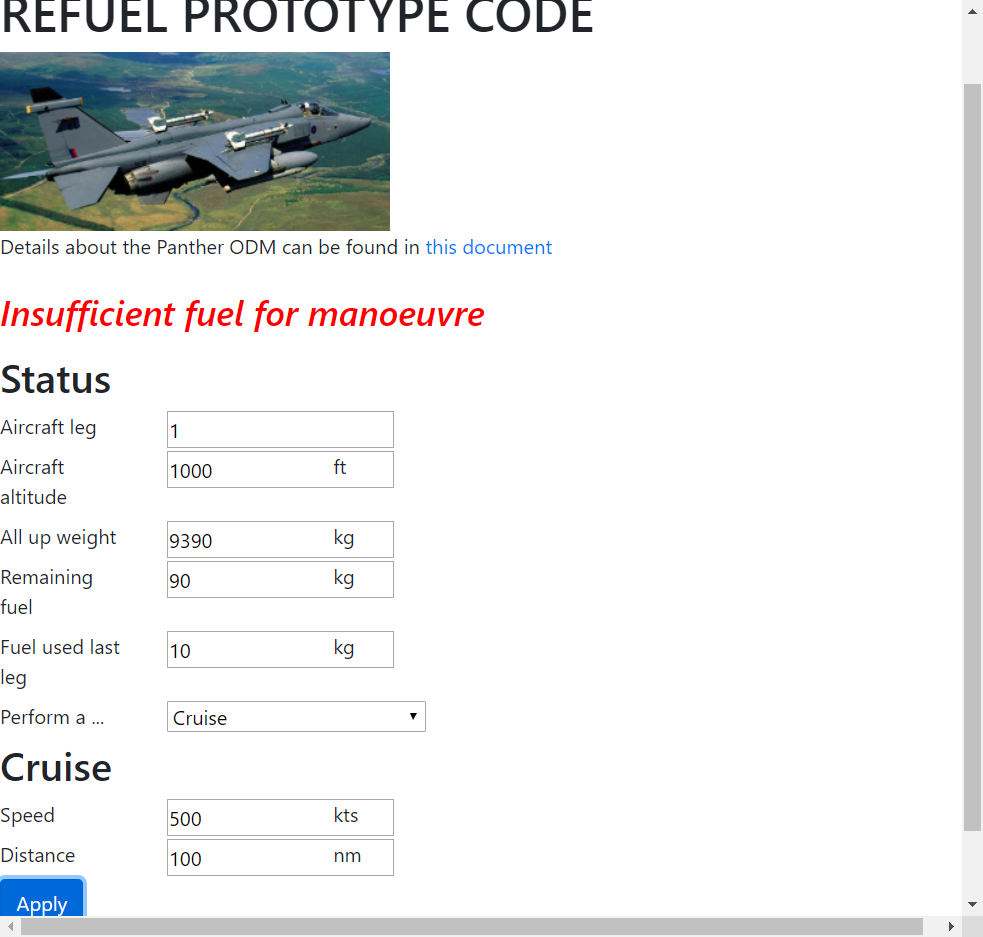 REFUEL PROTOTYPE CODE
Details about the Panther ODM can be found in this document
Insufficient fuel for manoeuvre
Status
Aircraft leg 1
Aircraft altitude 1000 ft
All up weight 9390 kg
Remaining fuel 90 kg
Fuel used last leg 10 kg
Perform a ... Cruise
Cruise
Speed 500 kts
Distance 100 nm
Apply